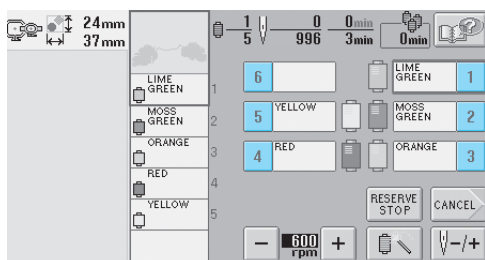 24mm
37mm
1
5
0
996
0min
3min
0min
LIME
GREEN
1
MOSS
GREEN
2
ORANGE
3
RED
4
YELLOW
5
6
LIME
GREEN
1
5
YELLOW
MOSS
GREEN
2
4
RED
ORANGE
3
RESERVE
STOP
CANCEL
−
600
rpm
+
−/+